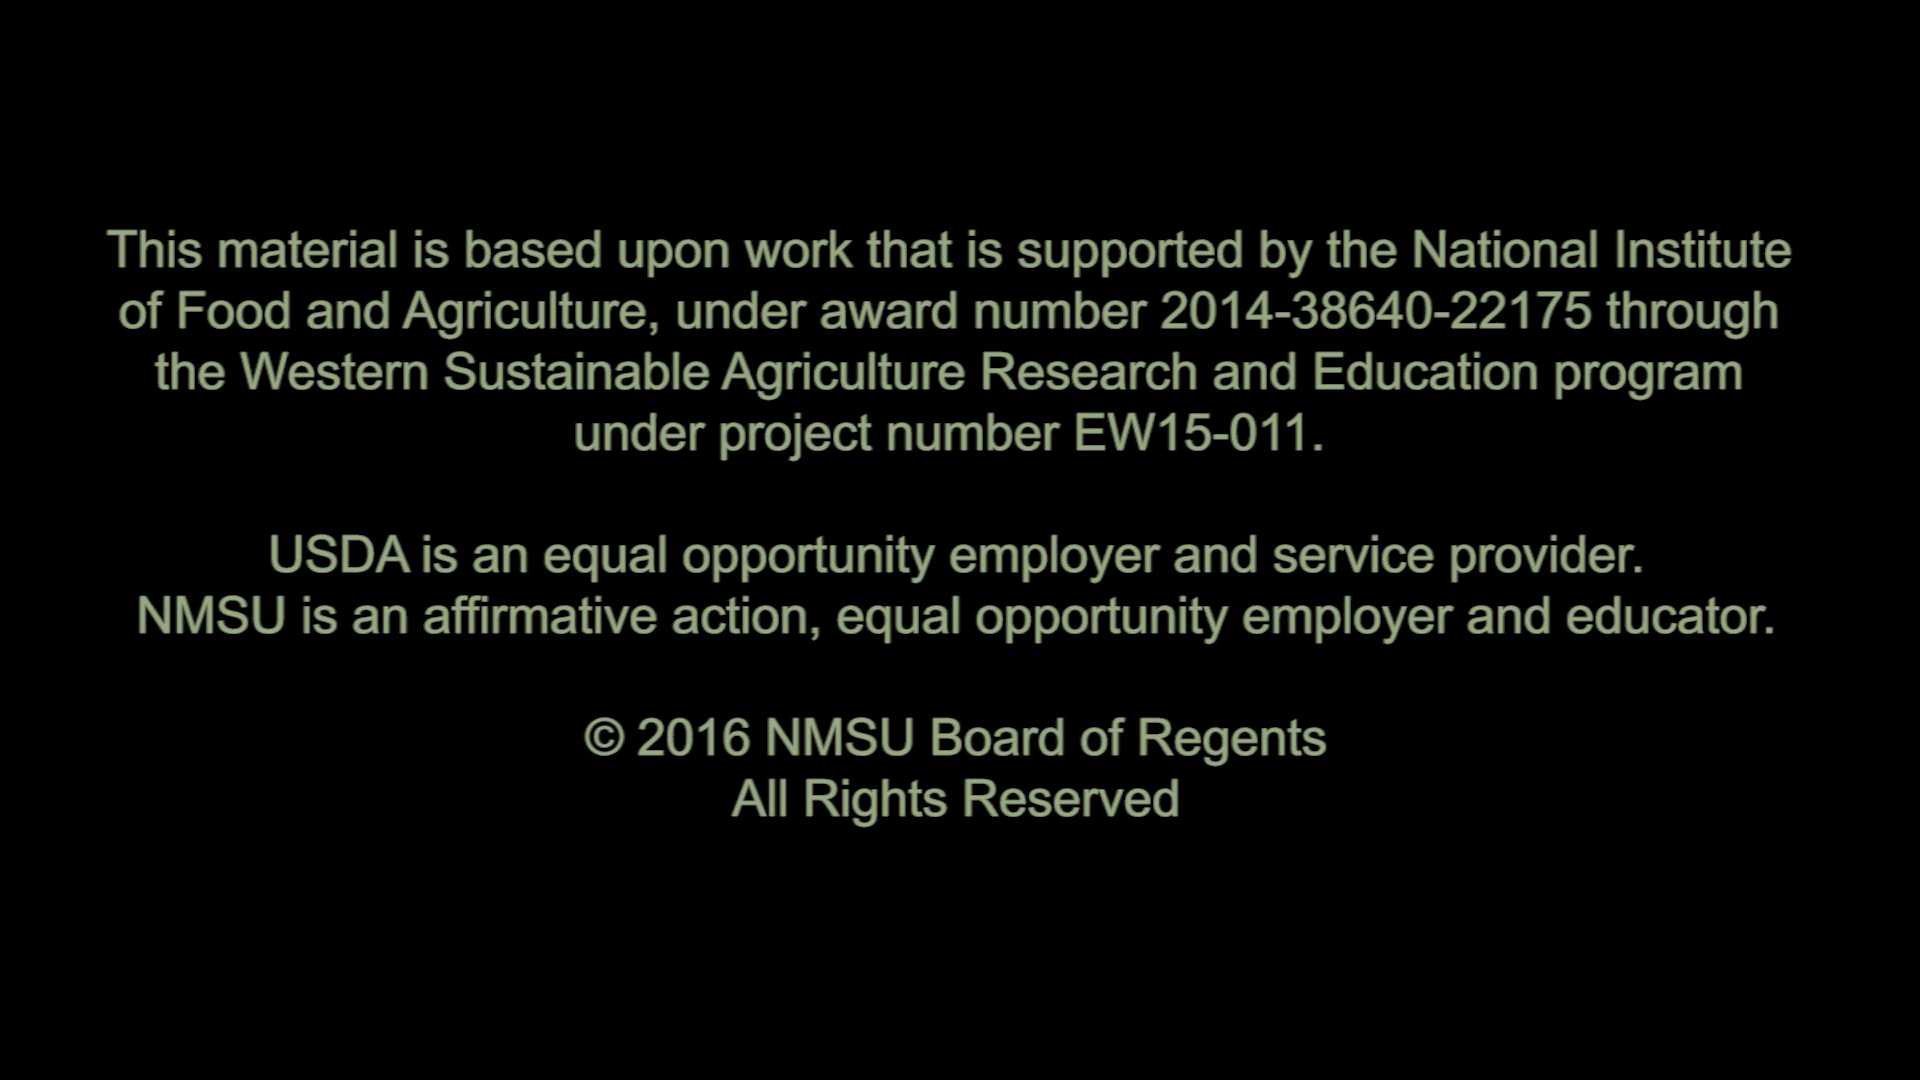 This material is based upon work that is supported by the National Institute
of Food and Agriculture, under award number 2014-38640-22175 through
the Western Sustainable Agriculture Research and Education program
under project number EW15-011.
USDA is an equal opportunity employer and service provider.
NMSU is an affirmative action, equal opportunity employer and educator.
© 2016 NMSU Board of Regents
All Rights Reserved